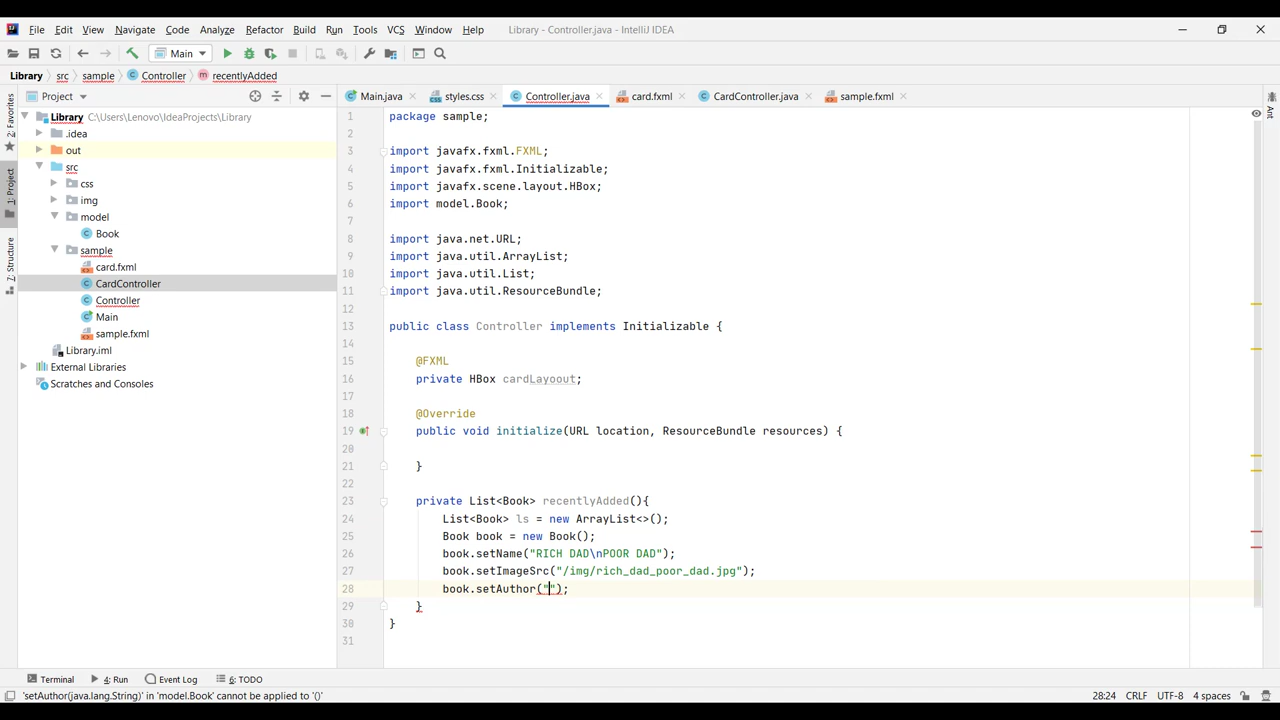 File Edit View Navigate Code Analyze Refactor Build Run Tools VCS Window Help Library - Controller.java - IntelliJ IDEA
Main
Library src sample Controller recentlyAdded
Project
Main.java styles.css Controller.java card.fxml CardController.java sample.fxml
2: Favorites
1: Project
7: Structure
Ant
Library C:\Users\Lenovo\IdeaProjects\Library
.idea
out
src
css
img
model
Book
sample
card.fxml
CardController
Controller
Main
sample.fxml
Library.iml
External Libraries
Scratches and Consoles
1 package sample;
2
3 import javafx.fxml.FXML;
4 import javafx.fxml.Initializable;
5 import javafx.scene.layout.HBox;
6 import model.Book;
7
8 import java.net.URL;
9 import java.util.ArrayList;
10 import java.util.List;
11 import java.util.ResourceBundle;
12
13 public class Controller implements Initializable {
14
15 @FXML
16 private HBox cardLayoout;
17
18 @Override
19 public void initialize(URL location, ResourceBundle resources) {
20
21 }
22
23 private List<Book> recentlyAdded(){
24 List<Book> ls = new ArrayList<>();
25 Book book = new Book();
26 book.setName("RICH DAD\nPOOR DAD");
27 book.setImageSrc("/img/rich_dad_poor_dad.jpg");
28 book.setAuthor("");
29 }
30 }
31
Terminal 4: Run Event Log 6: TODO
'setAuthor(java.lang.String)' in 'model.Book' cannot be applied to '()' 28:24 CRLF UTF-8 4 spaces